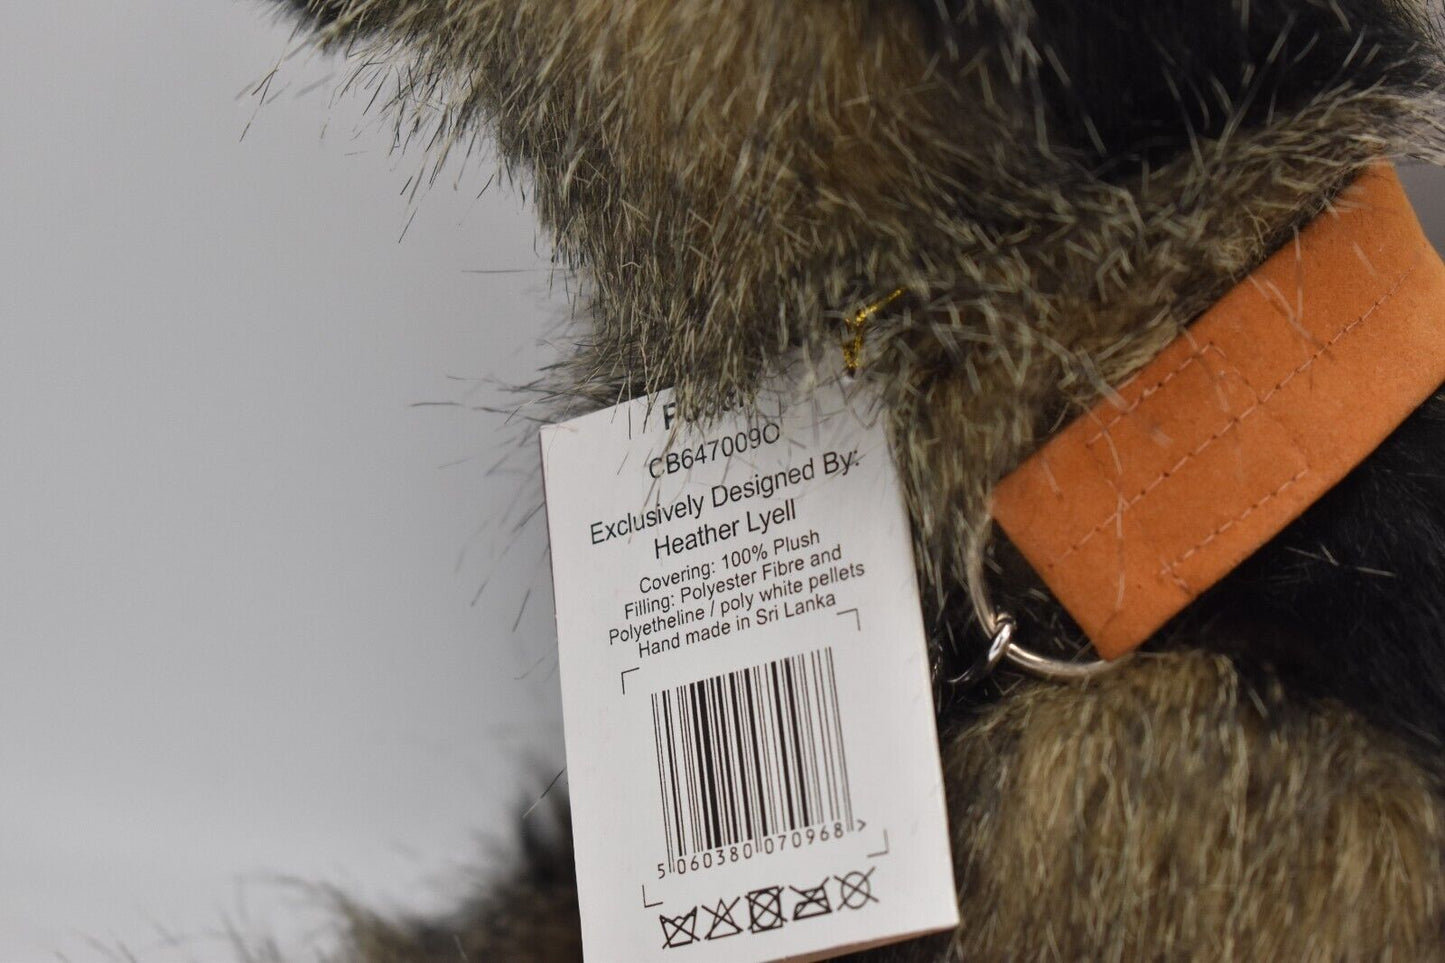 CB647009O
Exclusively Designed By:
Heather Lyell
Covering: 100% Plush
Filling: Polyester Fibre and
Polyetheline / poly white pellets
Hand made in Sri Lanka
5 060380 070968 >